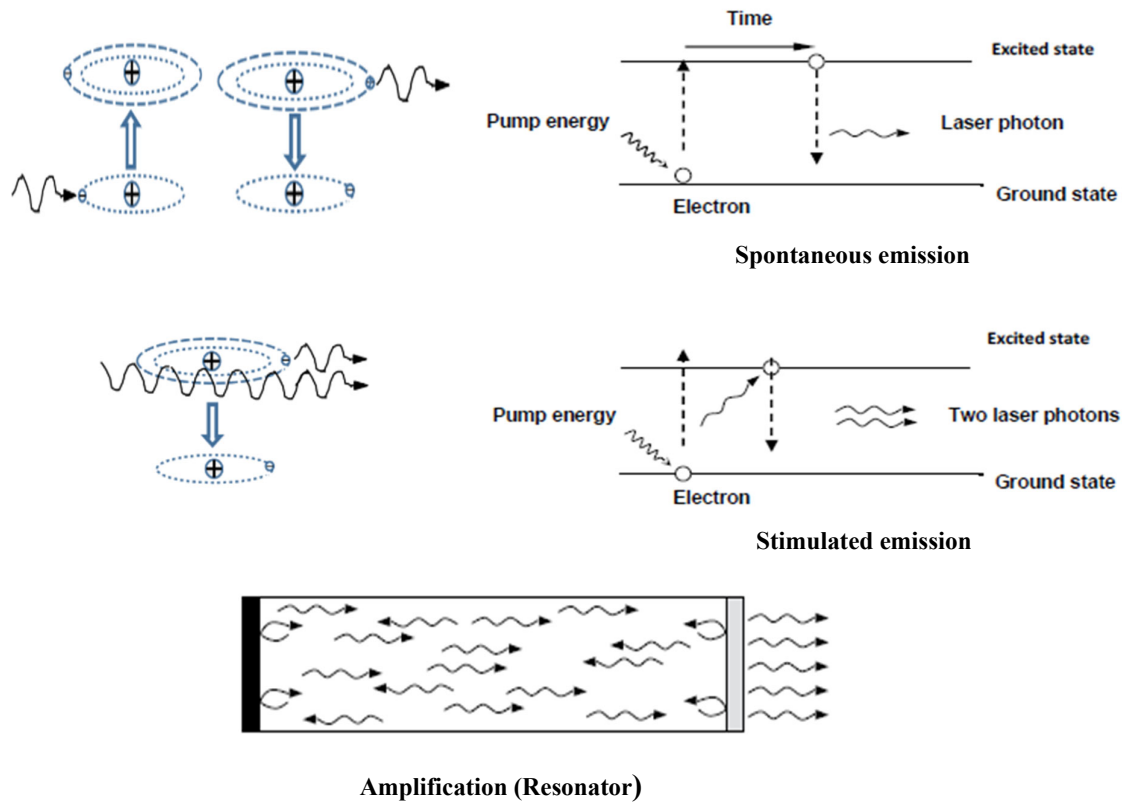 Time
Excited state
Pump energy
Laser photon
Ground state
Electron
Spontaneous emission
Excited state
Pump energy
Two laser photons
Ground state
Electron
Stimulated emission
Amplification (Resonator)